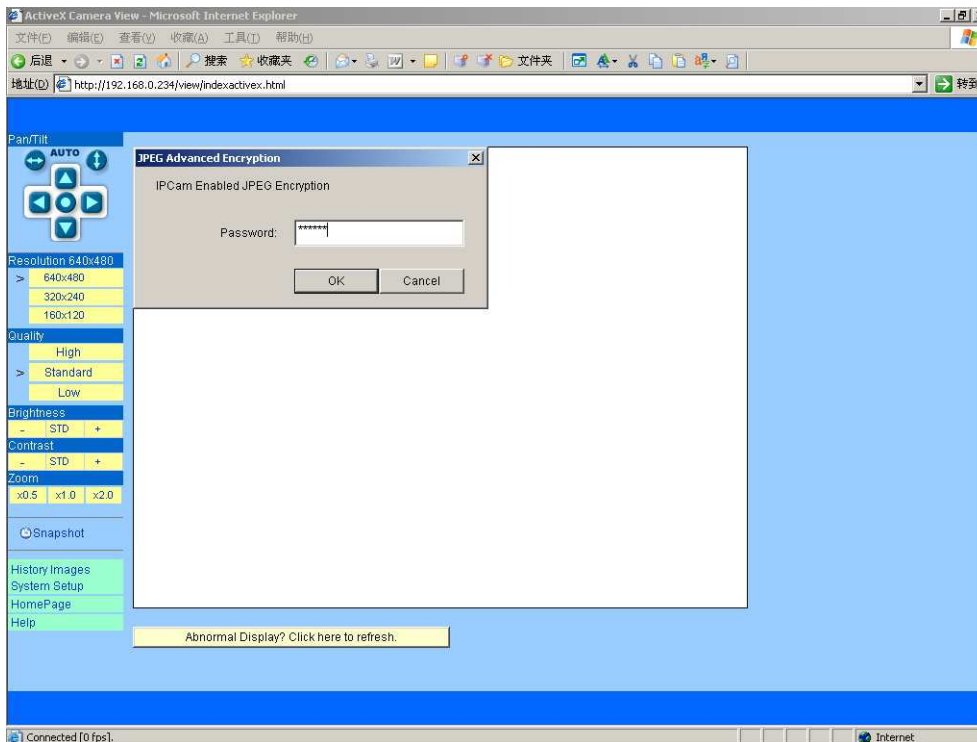 ActiveX Camera View - Microsoft Internet Explorer
文件(F) 编辑(E) 查看(V) 收藏(A) 工具(T) 帮助(H)
后退 搜索 收藏夹 文件夹
地址(D) http://192.168.0.234/view/indexactivex.html 转到
Pan/Tilt
AUTO
JPEG Advanced Encryption
IPCam Enabled JPEG Encryption
Password: ******
OK Cancel
Resolution 640x480
> 640x480
320x240
160x120
Quality
High
> Standard
Low
Brightness
- STD +
Contrast
- STD +
Zoom
x0.5 x1.0 x2.0
Snapshot
History Images
System Setup
HomePage
Help
Abnormal Display? Click here to refresh.
Connected [0 fps]. Internet